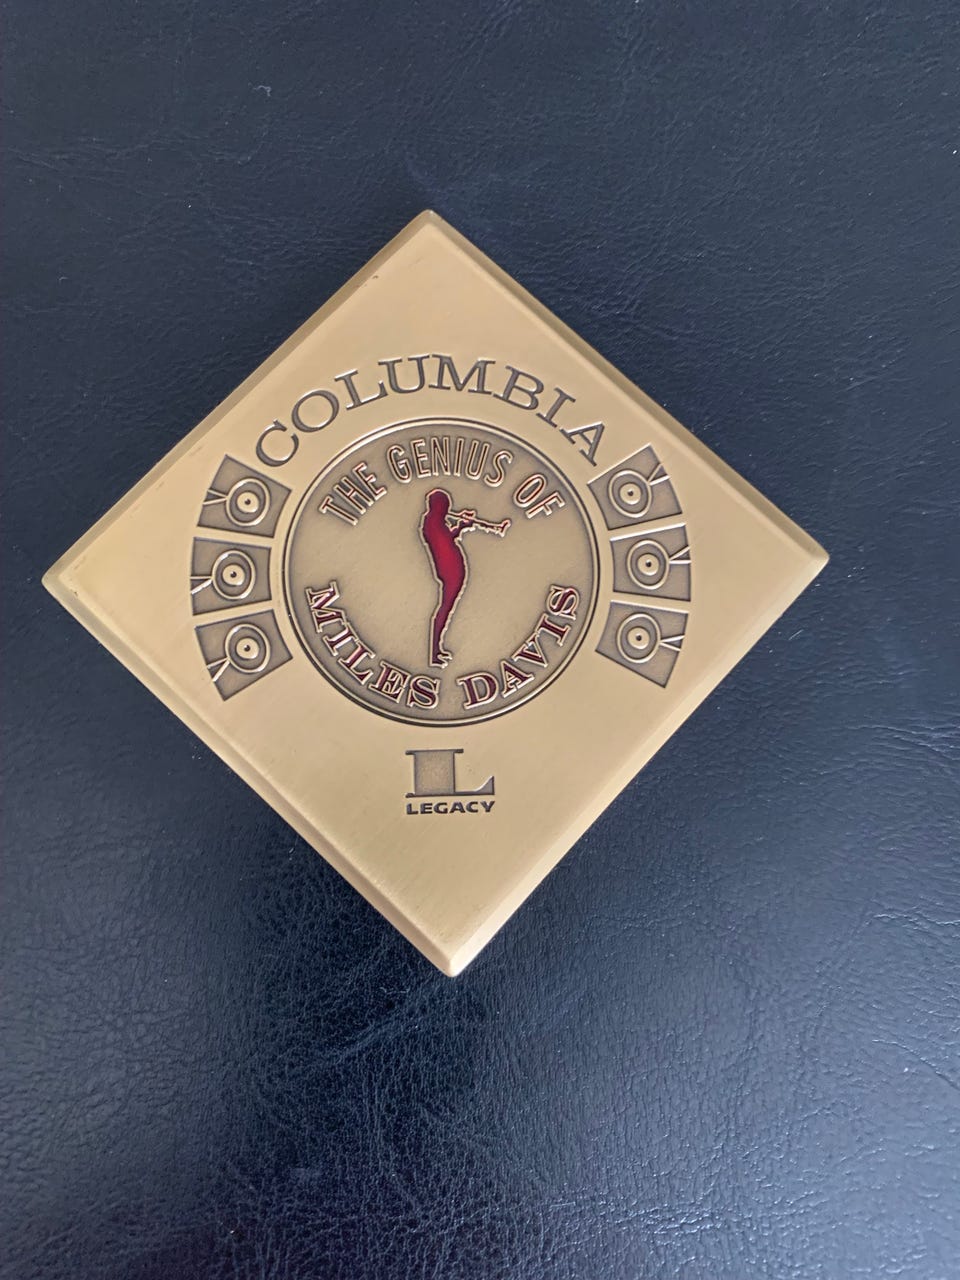 COLUMBIA
THE GENIUS OF
MILES DAVIS
L
LEGACY